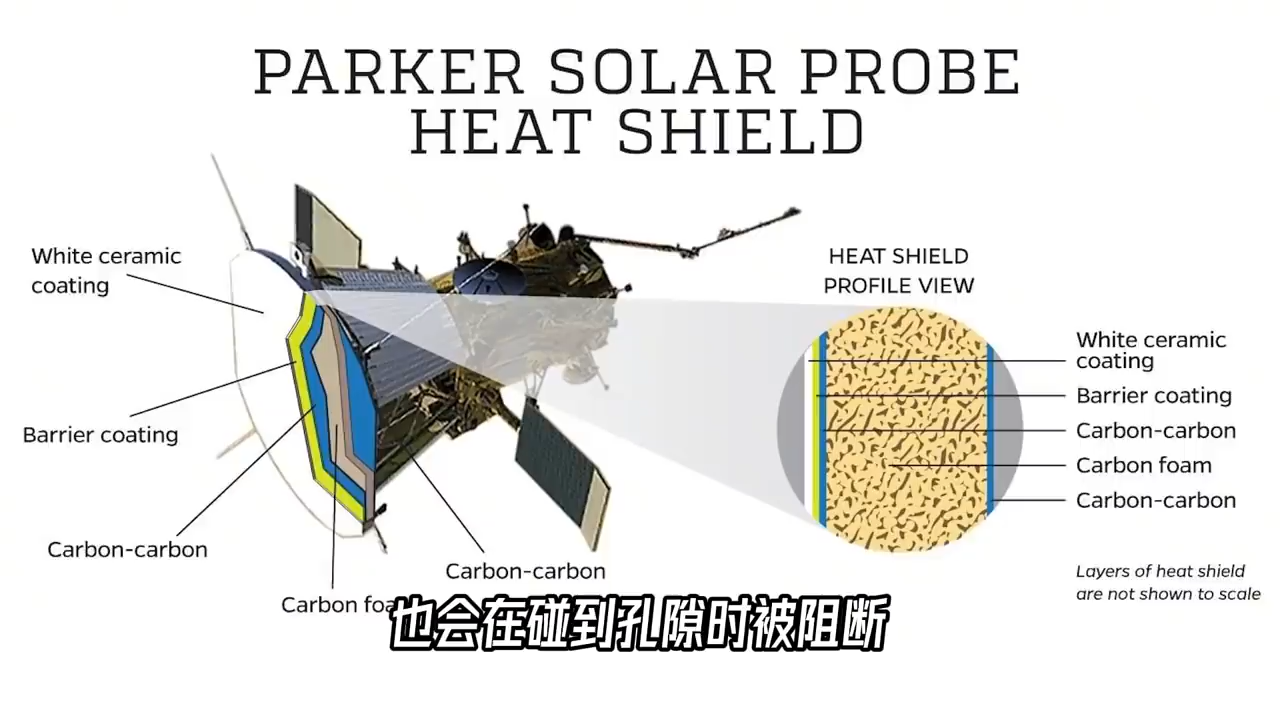 PARKER SOLAR PROBE
HEAT SHIELD
White ceramic
coating
Barrier coating
Carbon-carbon
Carbon foa
Carbon-carbon
HEAT SHIELD
PROFILE VIEW
White ceramic
coating
Barrier coating
Carbon-carbon
Carbon foam
Carbon-carbon
Layers of heat shield
are not shown to scale
也会在碰到孔隙时被阻断